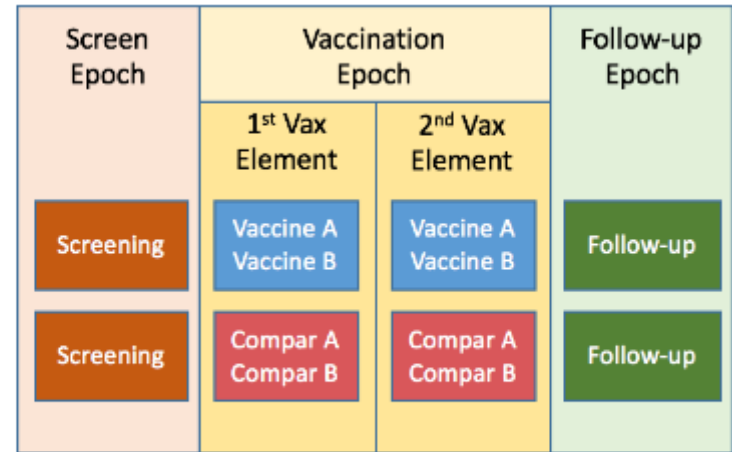 Screen
Epoch
Vaccination
Epoch
Follow-up
Epoch
1st Vax
Element
2nd Vax
Element
Screening
Vaccine A
Vaccine B
Vaccine A
Vaccine B
Follow-up
Screening
Compar A
Compar B
Compar A
Compar B
Follow-up